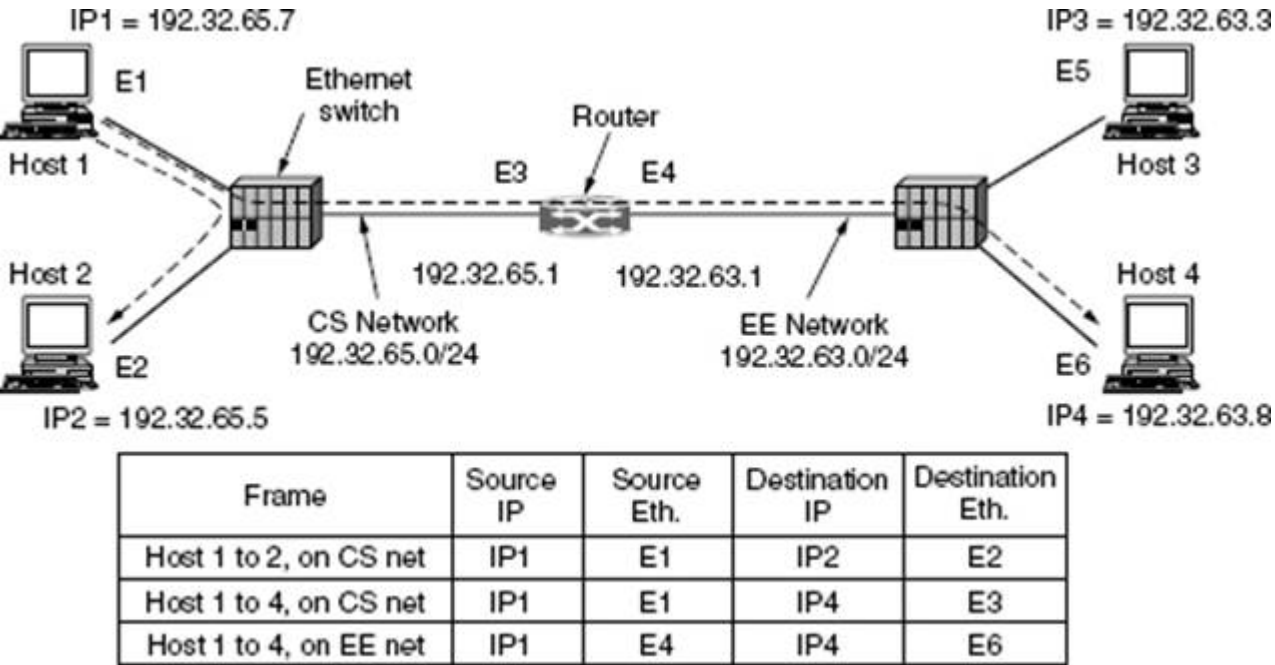 IP1 = 192.32.65.7
IP3 = 192.32.63.3
E1
Ethernet
switch
Router
E5
Host 1
E3
E4
Host 3
Host 2
192.32.65.1
192.32.63.1
Host 4
CS Network
192.32.65.0/24
EE Network
192.32.63.0/24
E2
E6
IP2 = 192.32.65.5
IP4 = 192.32.63.8
Frame
Source
IP
Source
Eth.
Destination
IP
Destination
Eth.
Host 1 to 2, on CS net IP1 E1 IP2 E2
Host 1 to 4, on CS net IP1 E1 IP4 E3
Host 1 to 4, on EE net IP1 E4 IP4 E6